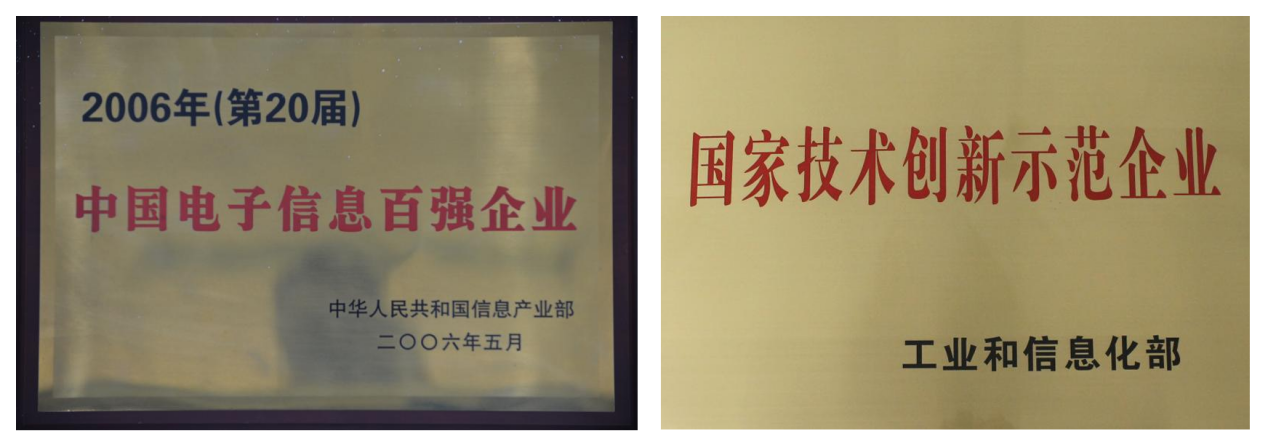 2006年(第20届)
中国电子信息百强企业
中华人民共和国信息产业部
二〇〇六年五月
国家技术创新示范企业
工业和信息化部